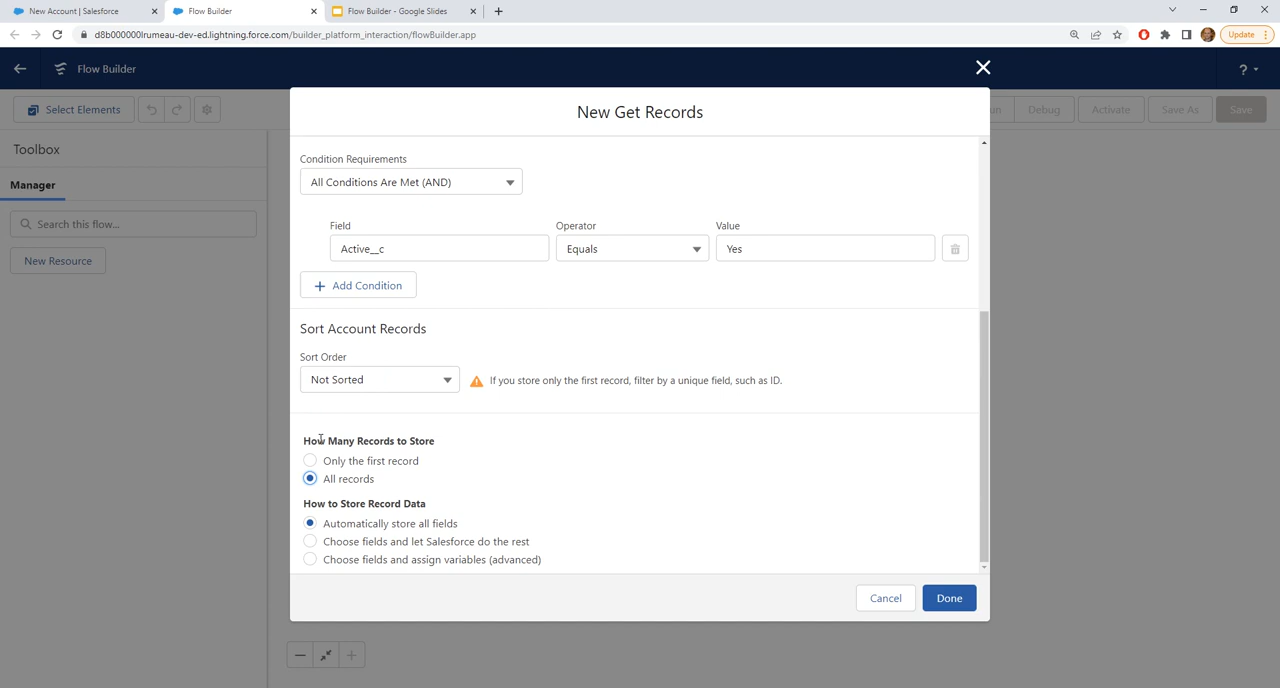 New Account | Salesforce
Flow Builder
Flow Builder - Google Slides
d8b000000lrumeau-dev-ed.lightning.force.com/builder_platform_interaction/flowBuilder.app
Update
Flow Builder
?
Select Elements
Debug
Activate
Save As
Save
New Get Records
Toolbox
Manager
Search this flow...
New Resource
Condition Requirements
All Conditions Are Met (AND)
Field
Operator
Value
Active__c
Equals
Yes
Add Condition
Sort Account Records
Sort Order
Not Sorted
If you store only the first record, filter by a unique field, such as ID.
How Many Records to Store
Only the first record
All records
How to Store Record Data
Automatically store all fields
Choose fields and let Salesforce do the rest
Choose fields and assign variables (advanced)
Cancel
Done